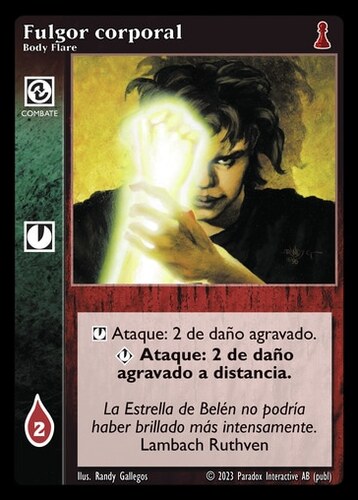 Fulgor corporal
Body Flare
COMBATE
Ataque: 2 de daño agravado.
Ataque: 2 de daño
agravado a distancia.
La Estrella de Belén no podría
haber brillado más intensamente.
Lambach Ruthven
2
Ilus. Randy Gallegos © 2023 Paradox Interactive AB (publ)